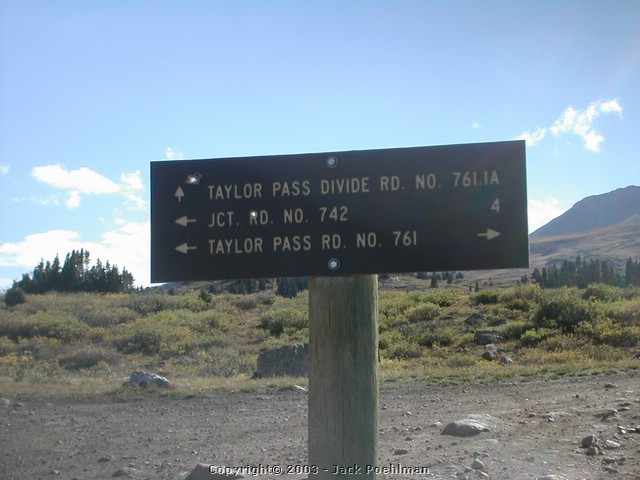 ↑ TAYLOR PASS DIVIDE RD. NO. 761.1A
← JCT. RD. NO. 742 4
← TAYLOR PASS RD. NO. 761 →
Copyright© 2003 - Jack Poehlman